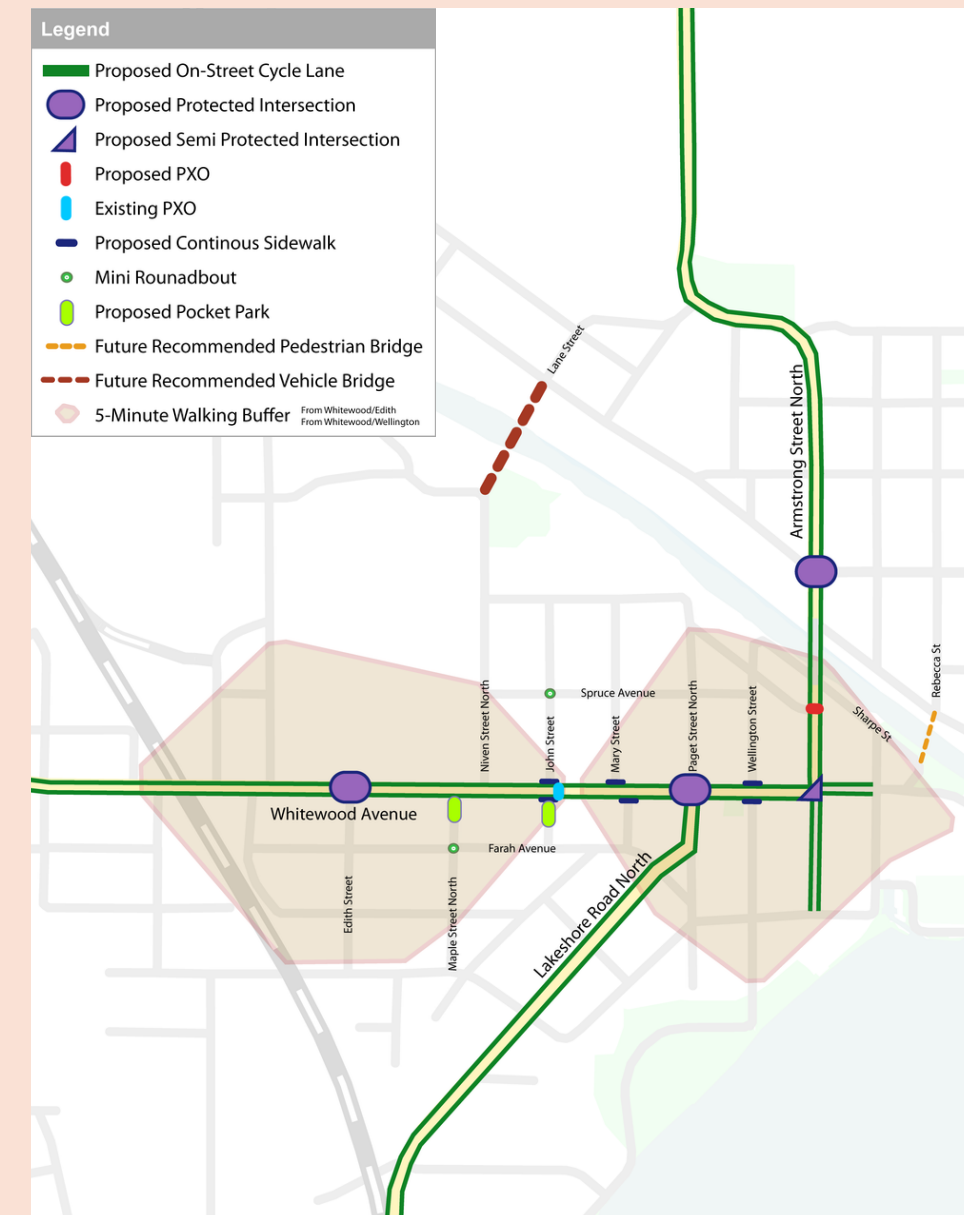 Legend
Proposed On-Street Cycle Lane
Proposed Protected Intersection
Proposed Semi Protected Intersection
Proposed PXO
Existing PXO
Proposed Continous Sidewalk
Mini Rounadbout
Proposed Pocket Park
Future Recommended Pedestrian Bridge
Future Recommended Vehicle Bridge
5-Minute Walking Buffer
From Whitewood/Edith
From Whitewood/Wellington
Lane Street
Armstrong Street North
Rebecca St
Sharpe St
Spruce Avenue
Niven Street North
John Street
Mary Street
Paget Street North
Wellington Street
Whitewood Avenue
Farah Avenue
Edith Street
Maple Street North
Lakeshore Road North